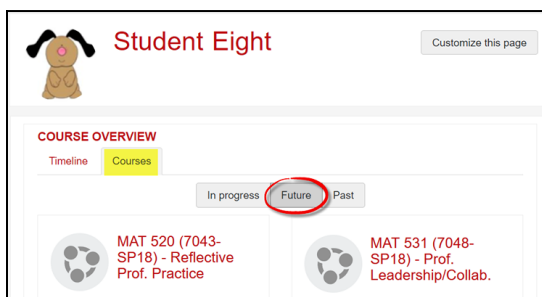 Student Eight
Customize this page
COURSE OVERVIEW
Timeline Courses
In progress Future Past
MAT 520 (7043-
SP18) - Reflective
Prof. Practice
MAT 531 (7048-
SP18) - Prof.
Leadership/Collab.